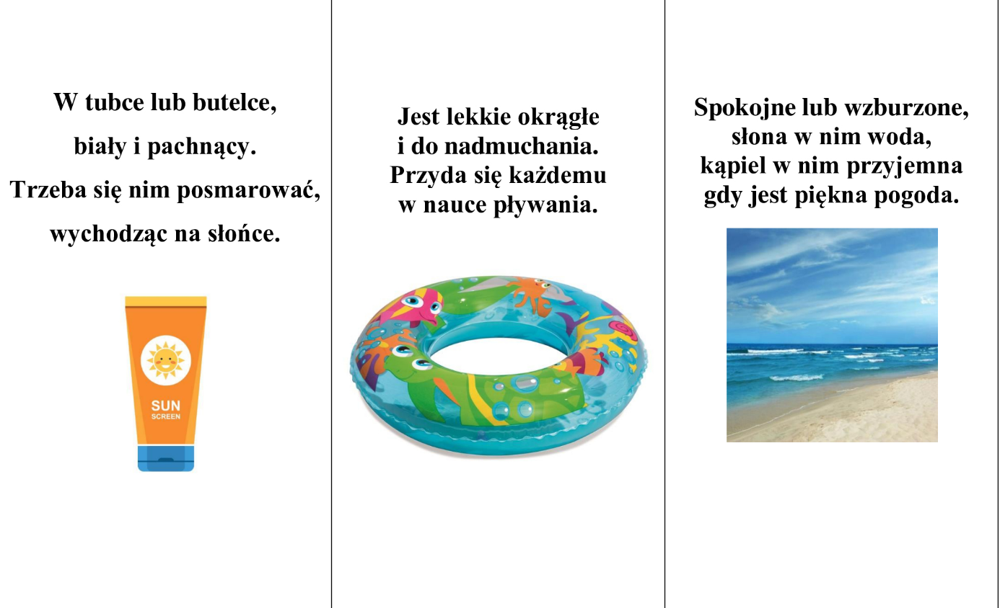 W tubce lub butelce,
biały i pachnący.
Trzeba się nim posmarować,
wychodząc na słońce.
SUN
SCREEN
Jest lekkie okrągłe
i do nadmuchania.
Przyda się każdemu
w nauce pływania.
Spokojne lub wzburzone,
słona w nim woda,
kąpiel w nim przyjemna
gdy jest piękna pogoda.